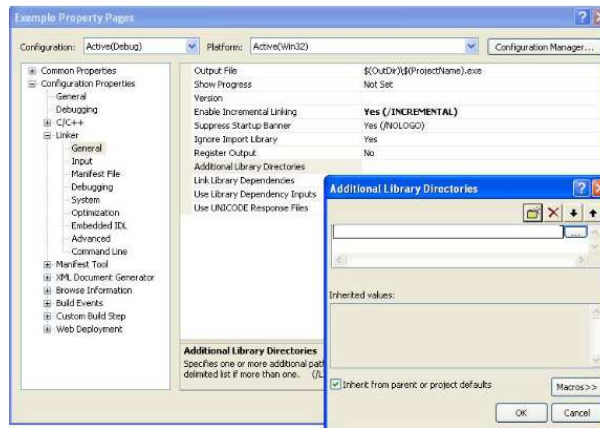 Exemplo Property Pages
Configuration: Active(Debug) Platform: Active(Win32) Configuration Manager...
Common Properties
Configuration Properties
General
Debugging
C/C++
Linker
General
Input
Manifest File
Debugging
System
Optimization
Embedded IDL
Advanced
Command Line
Manifest Tool
XML Document Generator
Browse Information
Build Events
Custom Build Step
Web Deployment
Output File $(OutDir)\$(ProjectName).exe
Show Progress Not Set
Version
Enable Incremental Linking Yes (/INCREMENTAL)
Suppress Startup Banner Yes (/NOLOGO)
Ignore Import Library Yes
Register Output No
Additional Library Directories
Link Library Dependencies
Use Library Dependency Inputs
Use UNICODE Response Files
Additional Library Directories
Specifies one or more additional
delimited list if more than one. (/L
Additional Library Directories
...
Inherited values:
Inherit from parent or project defaults
Macros>>
OK Cancel